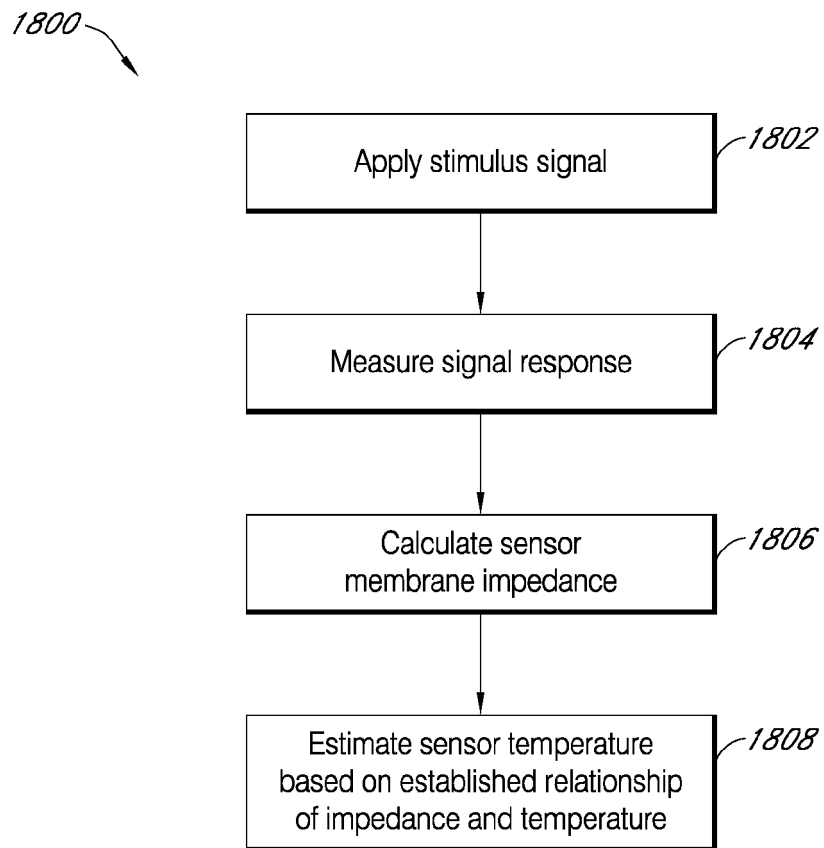 1800
Apply stimulus signal
1802
Measure signal response
1804
Calculate sensor
membrane impedance
1806
Estimate sensor temperature
based on established relationship
of impedance and temperature
1808